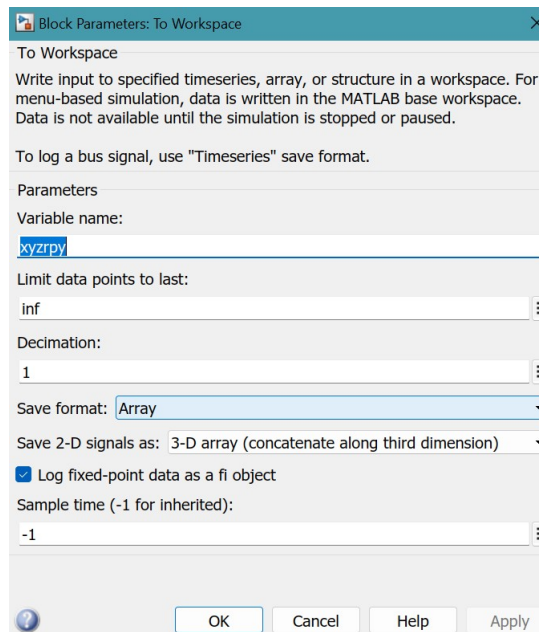 Block Parameters: To Workspace
To Workspace
Write input to specified timeseries, array, or structure in a workspace. For
menu-based simulation, data is written in the MATLAB base workspace.
Data is not available until the simulation is stopped or paused.
To log a bus signal, use "Timeseries" save format.
Parameters
Variable name:
xyzrpy
Limit data points to last:
inf
Decimation:
1
Save format: Array
Save 2-D signals as: 3-D array (concatenate along third dimension)
Log fixed-point data as a fi object
Sample time (-1 for inherited):
-1
OK Cancel Help Apply